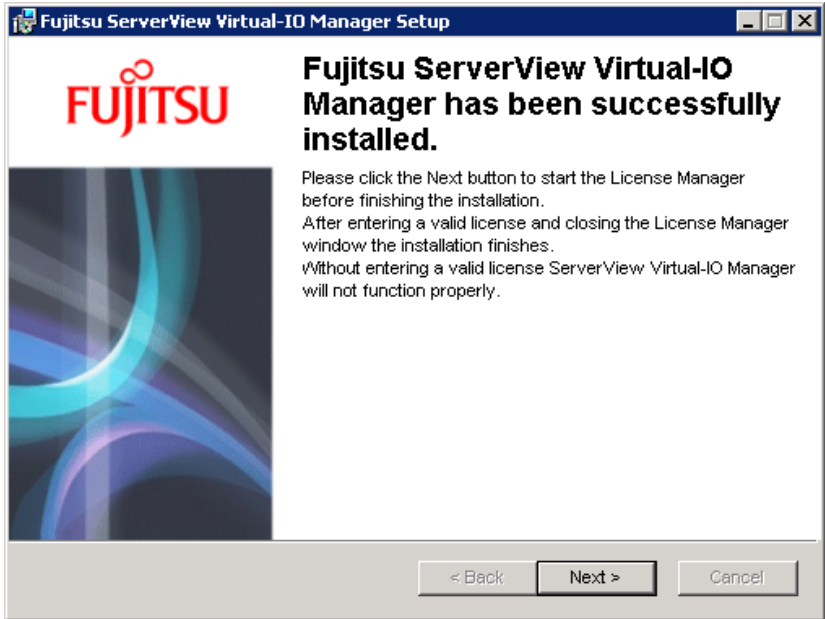 Fujitsu ServerView Virtual-IO Manager Setup
FUJITSU
Fujitsu ServerView Virtual-IO
Manager has been successfully
installed.
Please click the Next button to start the License Manager
before finishing the installation.
After entering a valid license and closing the License Manager
window the installation finishes.
Without entering a valid license ServerView Virtual-IO Manager
will not function properly.
< Back
Next >
Cancel